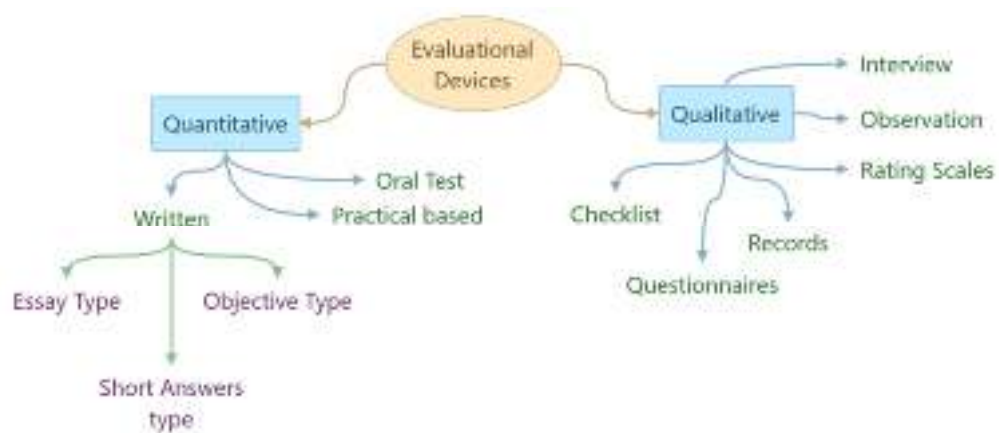 Evaluational
Devices
Quantitative
Oral Test
Practical based
Written
Essay Type
Objective Type
Short Answers
type
Qualitative
Interview
Observation
Rating Scales
Checklist
Records
Questionnaires